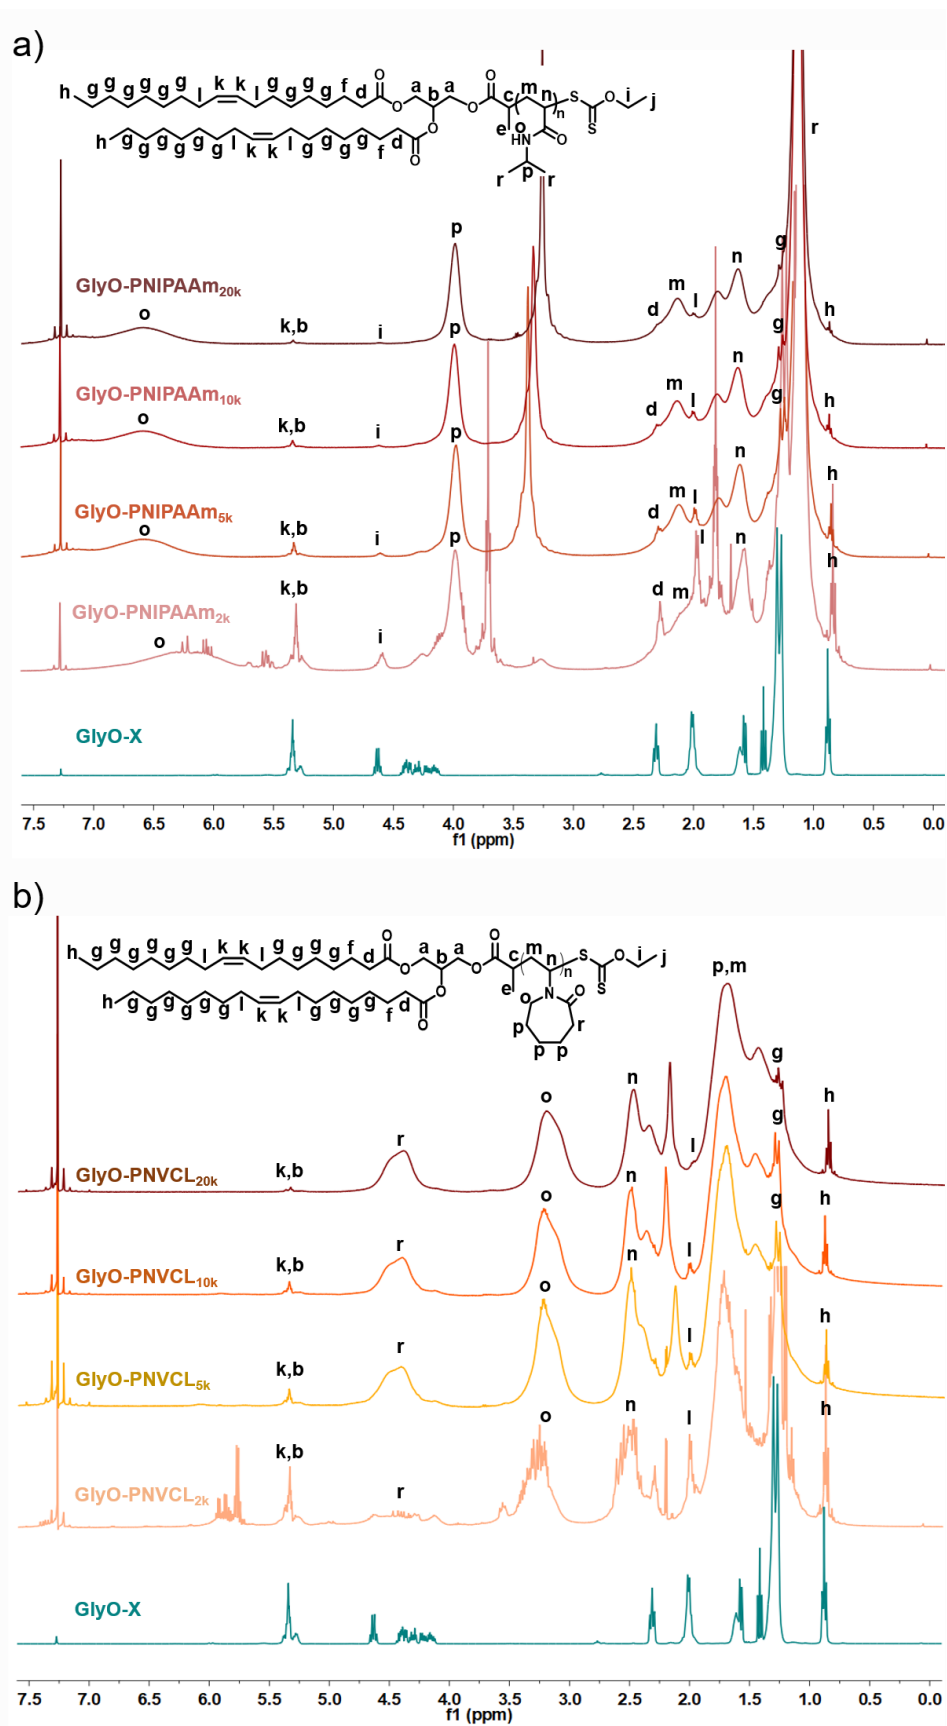 a)
h g g g g g l k k l g g g g f d O a b a O c m n S i j
O O O e n O S
h g g g g g g l k k l g g g g f d O O HN O
r p r
r
p
g
n
m
d l
h
GlyO-PNIPAAm20k
o
k,b
i
p
g
n
m
d l
h
GlyO-PNIPAAm10k
o
k,b
i
p
g
n
m
d l
h
GlyO-PNIPAAm5k
o
k,b
i
p
l
n
d m
h
GlyO-PNIPAAm2k
o
k,b
i
GlyO-X
7.5 7.0 6.5 6.0 5.5 5.0 4.5 4.0 3.5 3.0 2.5 2.0 1.5 1.0 0.5 0.0
f1 (ppm)
b)
h g g g g g l k k l g g g g f d O a b a O c m n S i j
O O O e n O S
h g g g g g g l k k l g g g g f d O O o N O
p r
p p
p,m
g
n
h
o
r
l
GlyO-PNVCL20k
k,b
g
n
h
o
r
l
GlyO-PNVCL10k
k,b
g
n
h
o
r
l
GlyO-PNVCL5k
k,b
n
l
h
o
k,b
r
GlyO-PNVCL2k
GlyO-X
7.5 7.0 6.5 6.0 5.5 5.0 4.5 4.0 3.5 3.0 2.5 2.0 1.5 1.0 0.5 0.0
f1 (ppm)